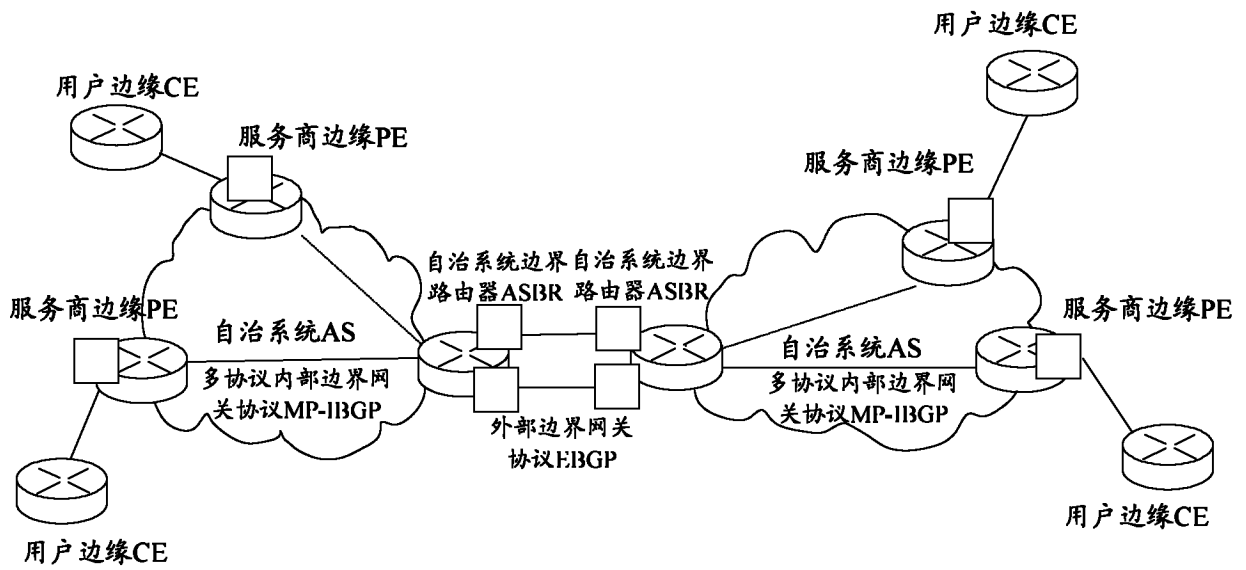 用户边缘CE
用户边缘CE
服务商边缘PE
服务商边缘PE
自治系统边界
路由器ASBR
自治系统边界
路由器ASBR
服务商边缘PE
服务商边缘PE
自治系统AS
多协议内部边界网
关协议MP-IBGP
自治系统AS
多协议内部边界网
关协议MP-IBGP
外部边界网关
协议EBGP
用户边缘CE
用户边缘CE